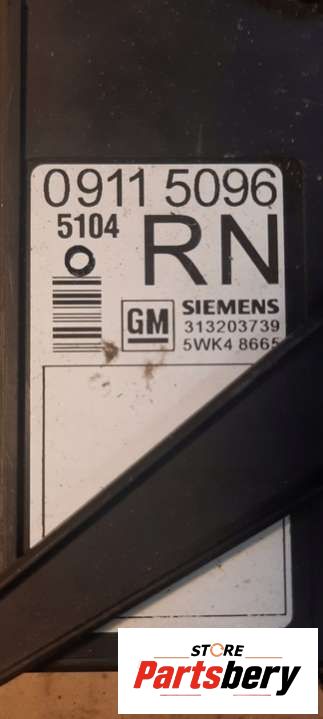 0911 5096
5104
RN
GM
SIEMENS
313203739
5WK4 8665
STORE
Partsbery